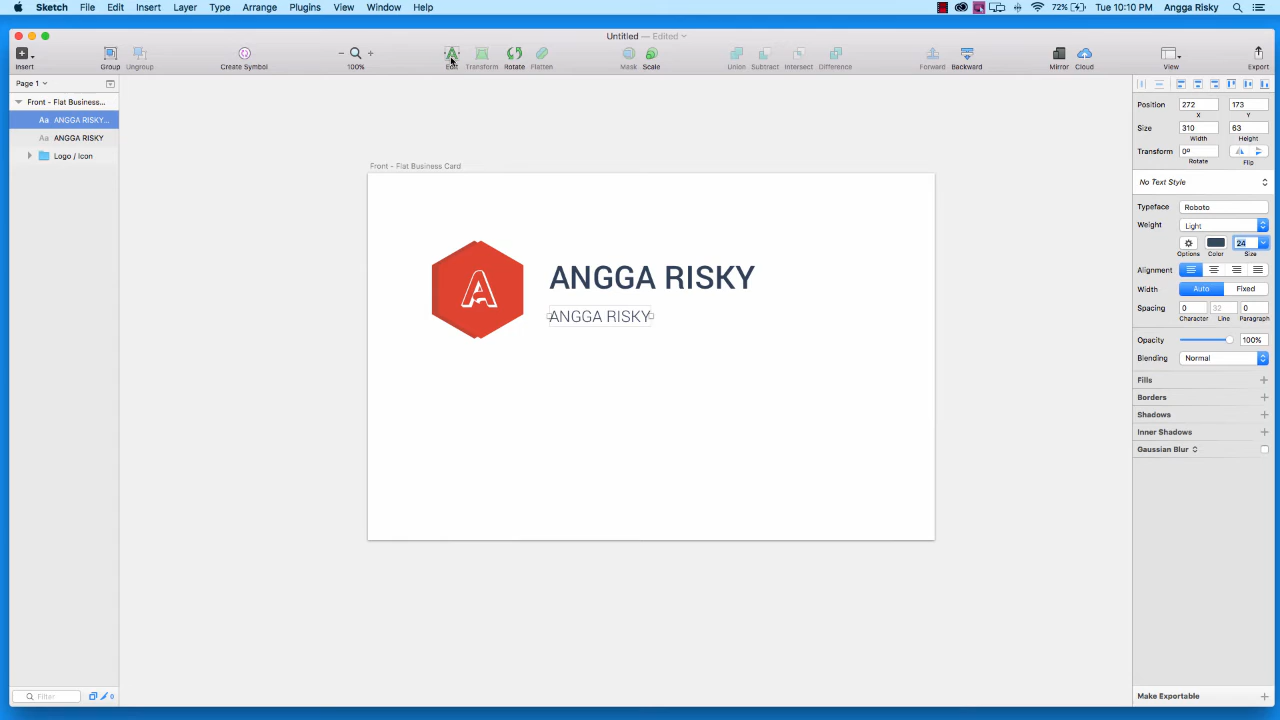 Sketch File Edit Insert Layer Type Arrange Plugins View Window Help 72% Tue 10:10 PM Angga Risky
Untitled — Edited
Insert Group Ungroup Create Symbol 100% Edit Transform Rotate Flatten Mask Scale Union Subtract Intersect Difference Forward Backward Mirror Cloud View Export
Page 1
Front - Flat Business...
Aa ANGGA RISKY...
Aa ANGGA RISKY
Logo / Icon
Filter
0
Front - Flat Business Card
A
ANGGA RISKY
ANGGA RISKY
Position 272 173
X Y
Size 310 63
Width Height
Transform 0º
Rotate Flip
No Text Style
Typeface Roboto
Weight Light
24
Options Color Size
Alignment
Width Auto Fixed
Spacing 0 32 0
Character Line Paragraph
Opacity 100%
Blending Normal
Fills
Borders
Shadows
Inner Shadows
Gaussian Blur
Make Exportable